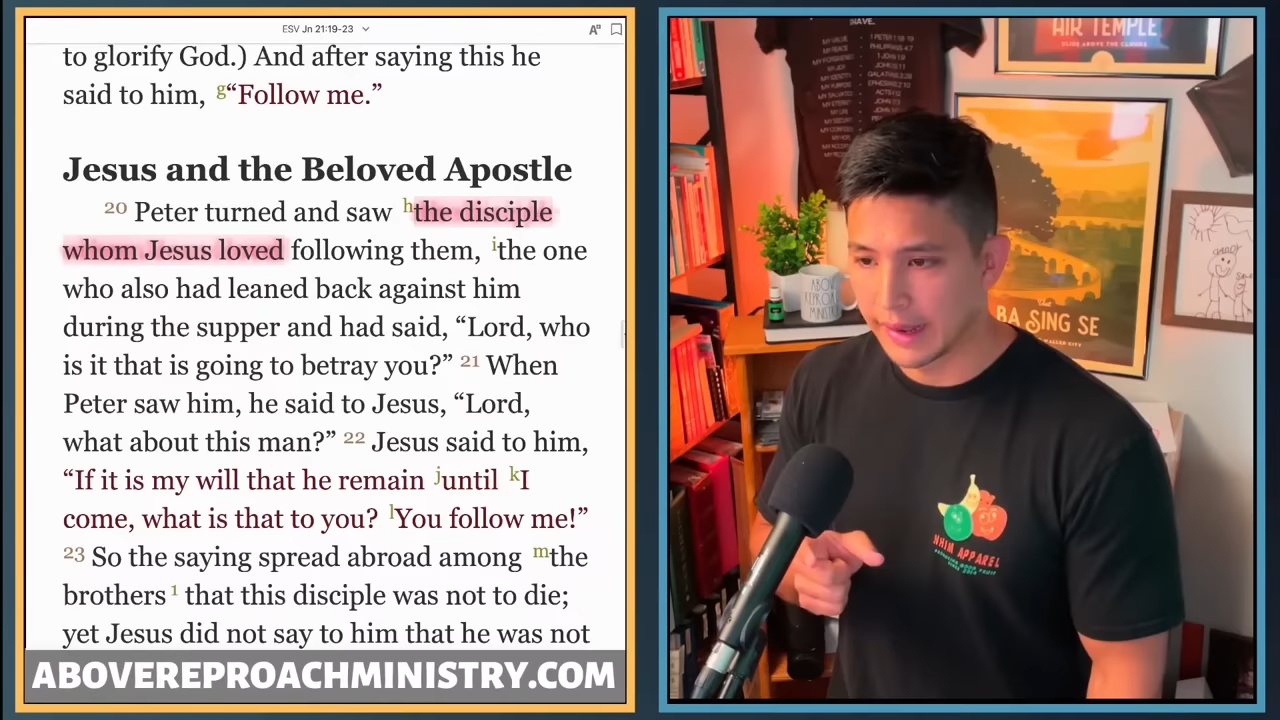 ESV Jn 21:19-23
to glorify God.) And after saying this he
said to him, g“Follow me.”
Jesus and the Beloved Apostle
20 Peter turned and saw hthe disciple
whom Jesus loved following them, ithe one
who also had leaned back against him
during the supper and had said, “Lord, who
is it that is going to betray you?” 21 When
Peter saw him, he said to Jesus, “Lord,
what about this man?” 22 Jesus said to him,
“If it is my will that he remain juntil kI
come, what is that to you? lYou follow me!”
23 So the saying spread abroad among mthe
brothers1 that this disciple was not to die;
yet Jesus did not say to him that he was not
ABOVEREPROACHMINISTRY.COM
AIR TEMPLE
BA SING SE
ABOVE
REPROACH
MINISTRY
NHIM APPAREL